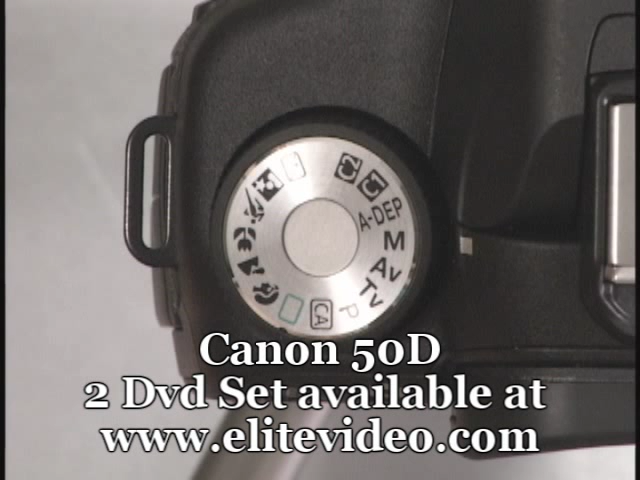 C2
C1
A-DEP
M
Av
Tv
P
CA
Canon 50D
2 Dvd Set available at
www.elitevideo.com